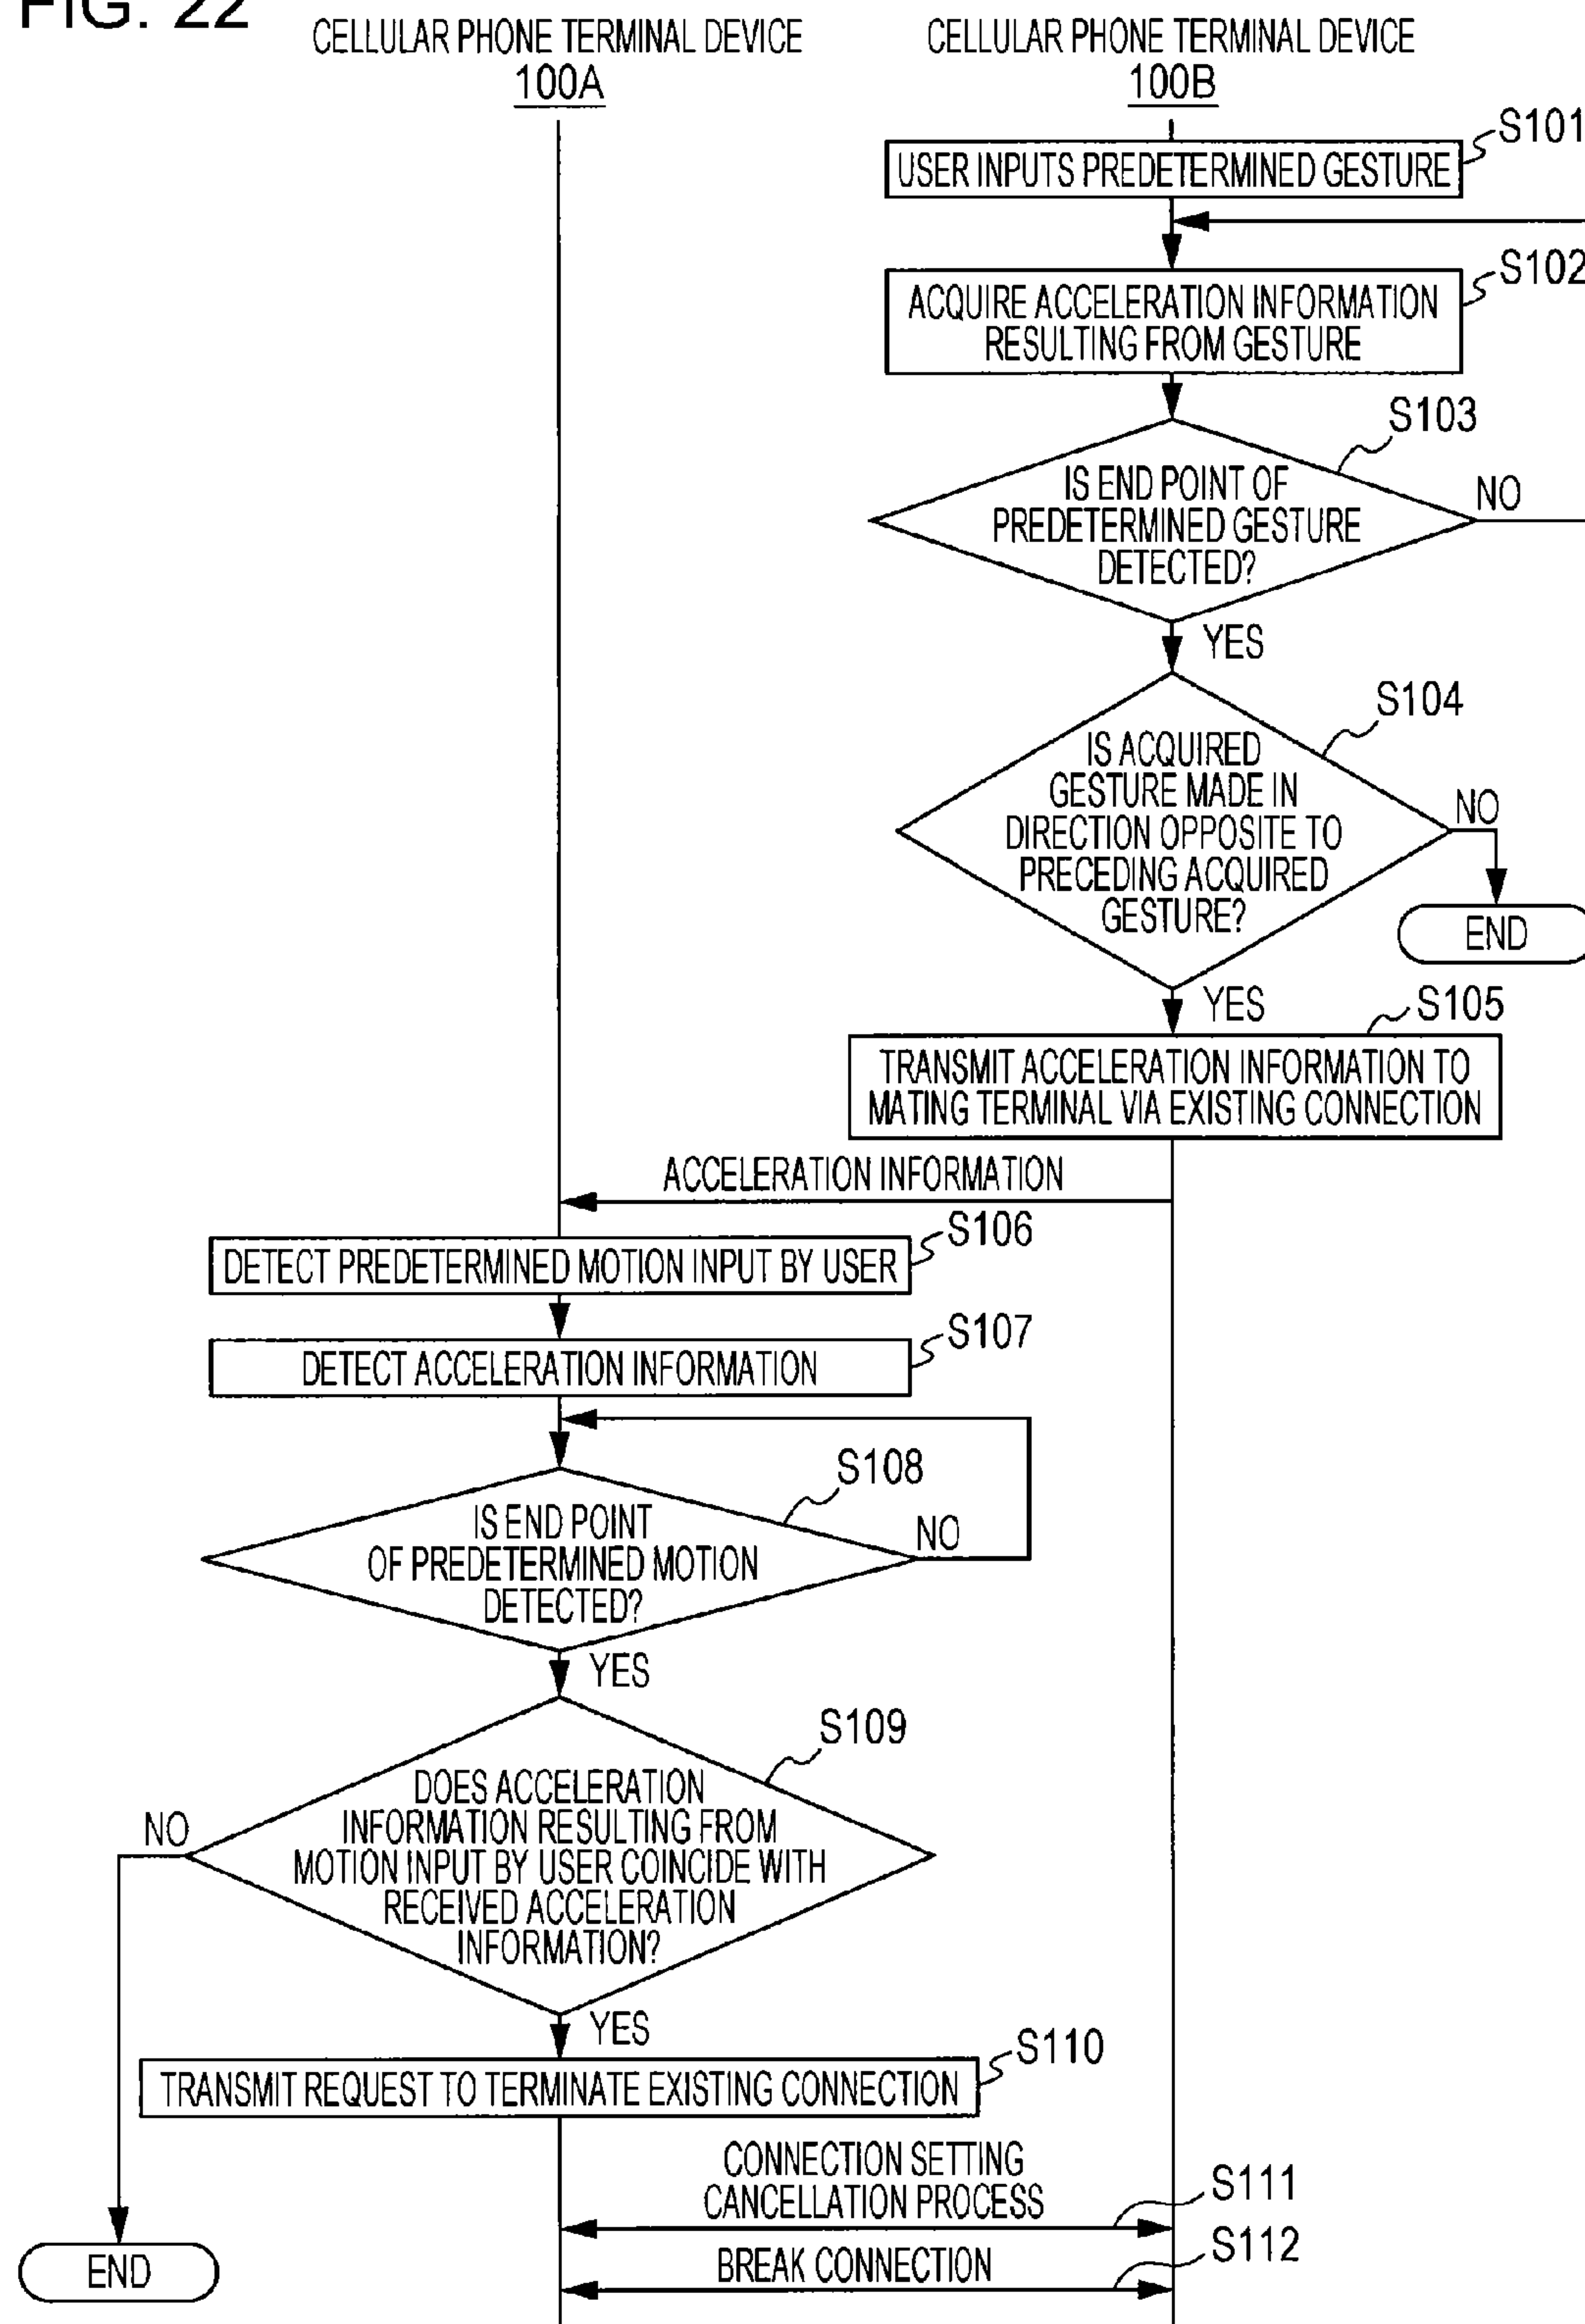 FIG. 22
CELLULAR PHONE TERMINAL DEVICE
100A
CELLULAR PHONE TERMINAL DEVICE
100B
S101
USER INPUTS PREDETERMINED GESTURE
S102
ACQUIRE ACCELERATION INFORMATION
RESULTING FROM GESTURE
S103
IS END POINT OF
PREDETERMINED GESTURE
DETECTED?
NO
YES
S104
IS ACQUIRED
GESTURE MADE IN
DIRECTION OPPOSITE TO
PRECEDING ACQUIRED
GESTURE?
NO
END
YES
S105
TRANSMIT ACCELERATION INFORMATION TO
MATING TERMINAL VIA EXISTING CONNECTION
ACCELERATION INFORMATION
S106
DETECT PREDETERMINED MOTION INPUT BY USER
S107
DETECT ACCELERATION INFORMATION
S108
IS END POINT
OF PREDETERMINED MOTION
DETECTED?
NO
YES
S109
DOES ACCELERATION
INFORMATION RESULTING FROM
MOTION INPUT BY USER COINCIDE WITH
RECEIVED ACCELERATION
INFORMATION?
NO
YES
S110
TRANSMIT REQUEST TO TERMINATE EXISTING CONNECTION
CONNECTION SETTING
CANCELLATION PROCESS
S111
BREAK CONNECTION
S112
END